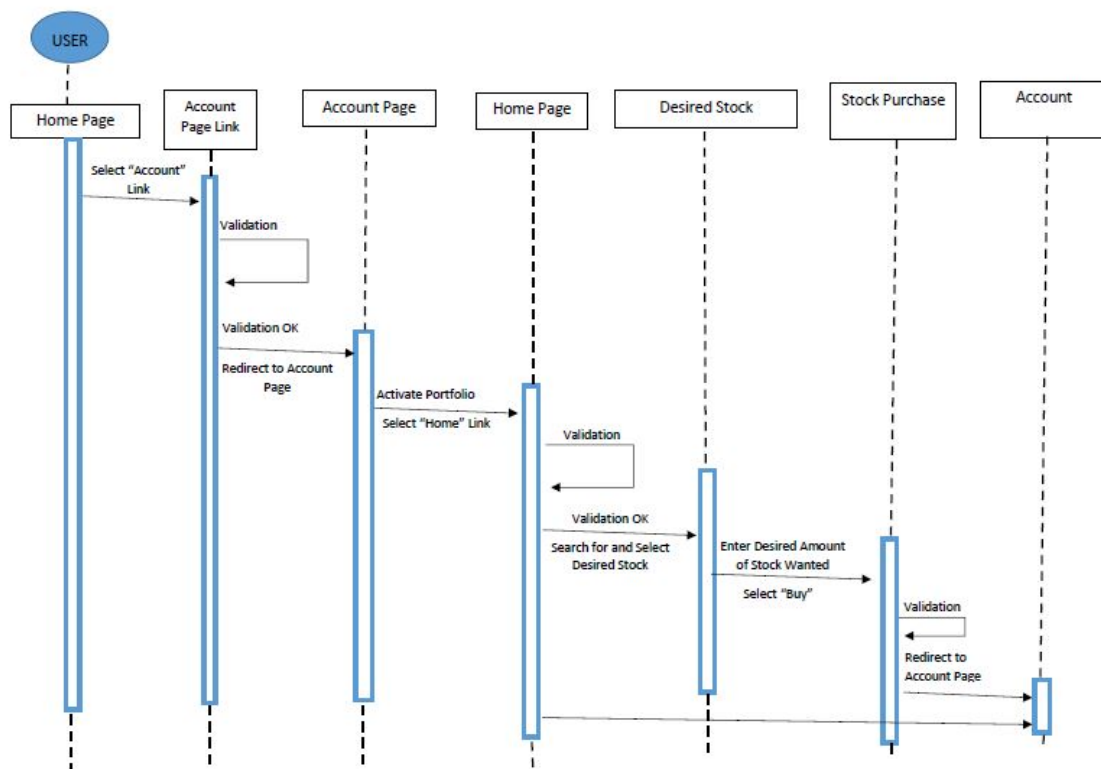 USER
Home Page
Account
Page Link
Account Page
Home Page
Desired Stock
Stock Purchase
Account
Select “Account”
Link
Validation
Validation OK
Redirect to Account
Page
Activate Portfolio
Select “Home” Link
Validation
Validation OK
Search for and Select
Desired Stock
Enter Desired Amount
of Stock Wanted
Select “Buy”
Validation
Redirect to
Account Page